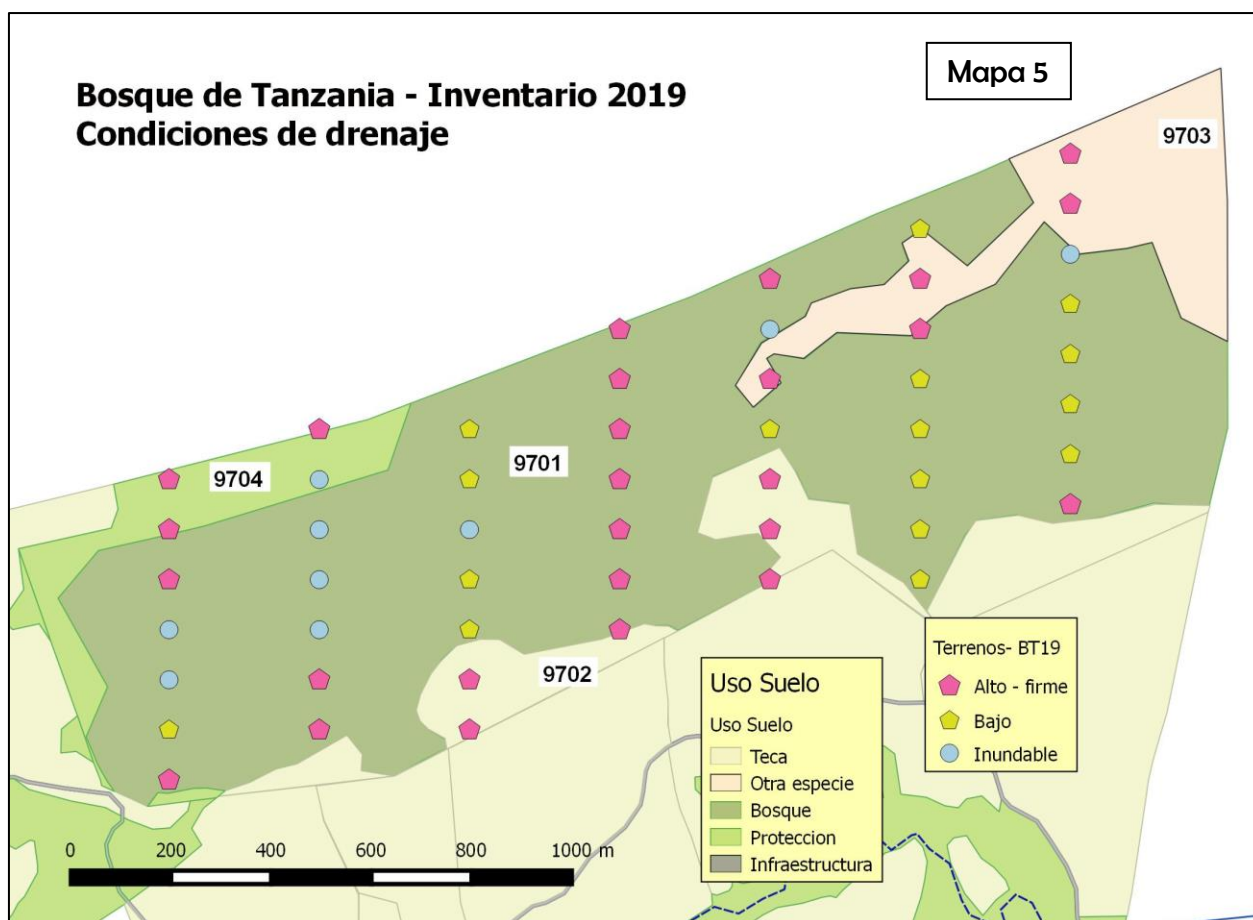 Mapa 5
Bosque de Tanzania - Inventario 2019
Condiciones de drenaje
9703
9701
9704
9702
Terrenos- BT19
Alto - firme
Bajo
Inundable
Uso Suelo
Uso Suelo
Teca
Otra especie
Bosque
Proteccion
Infraestructura
0 200 400 600 800 1000 m